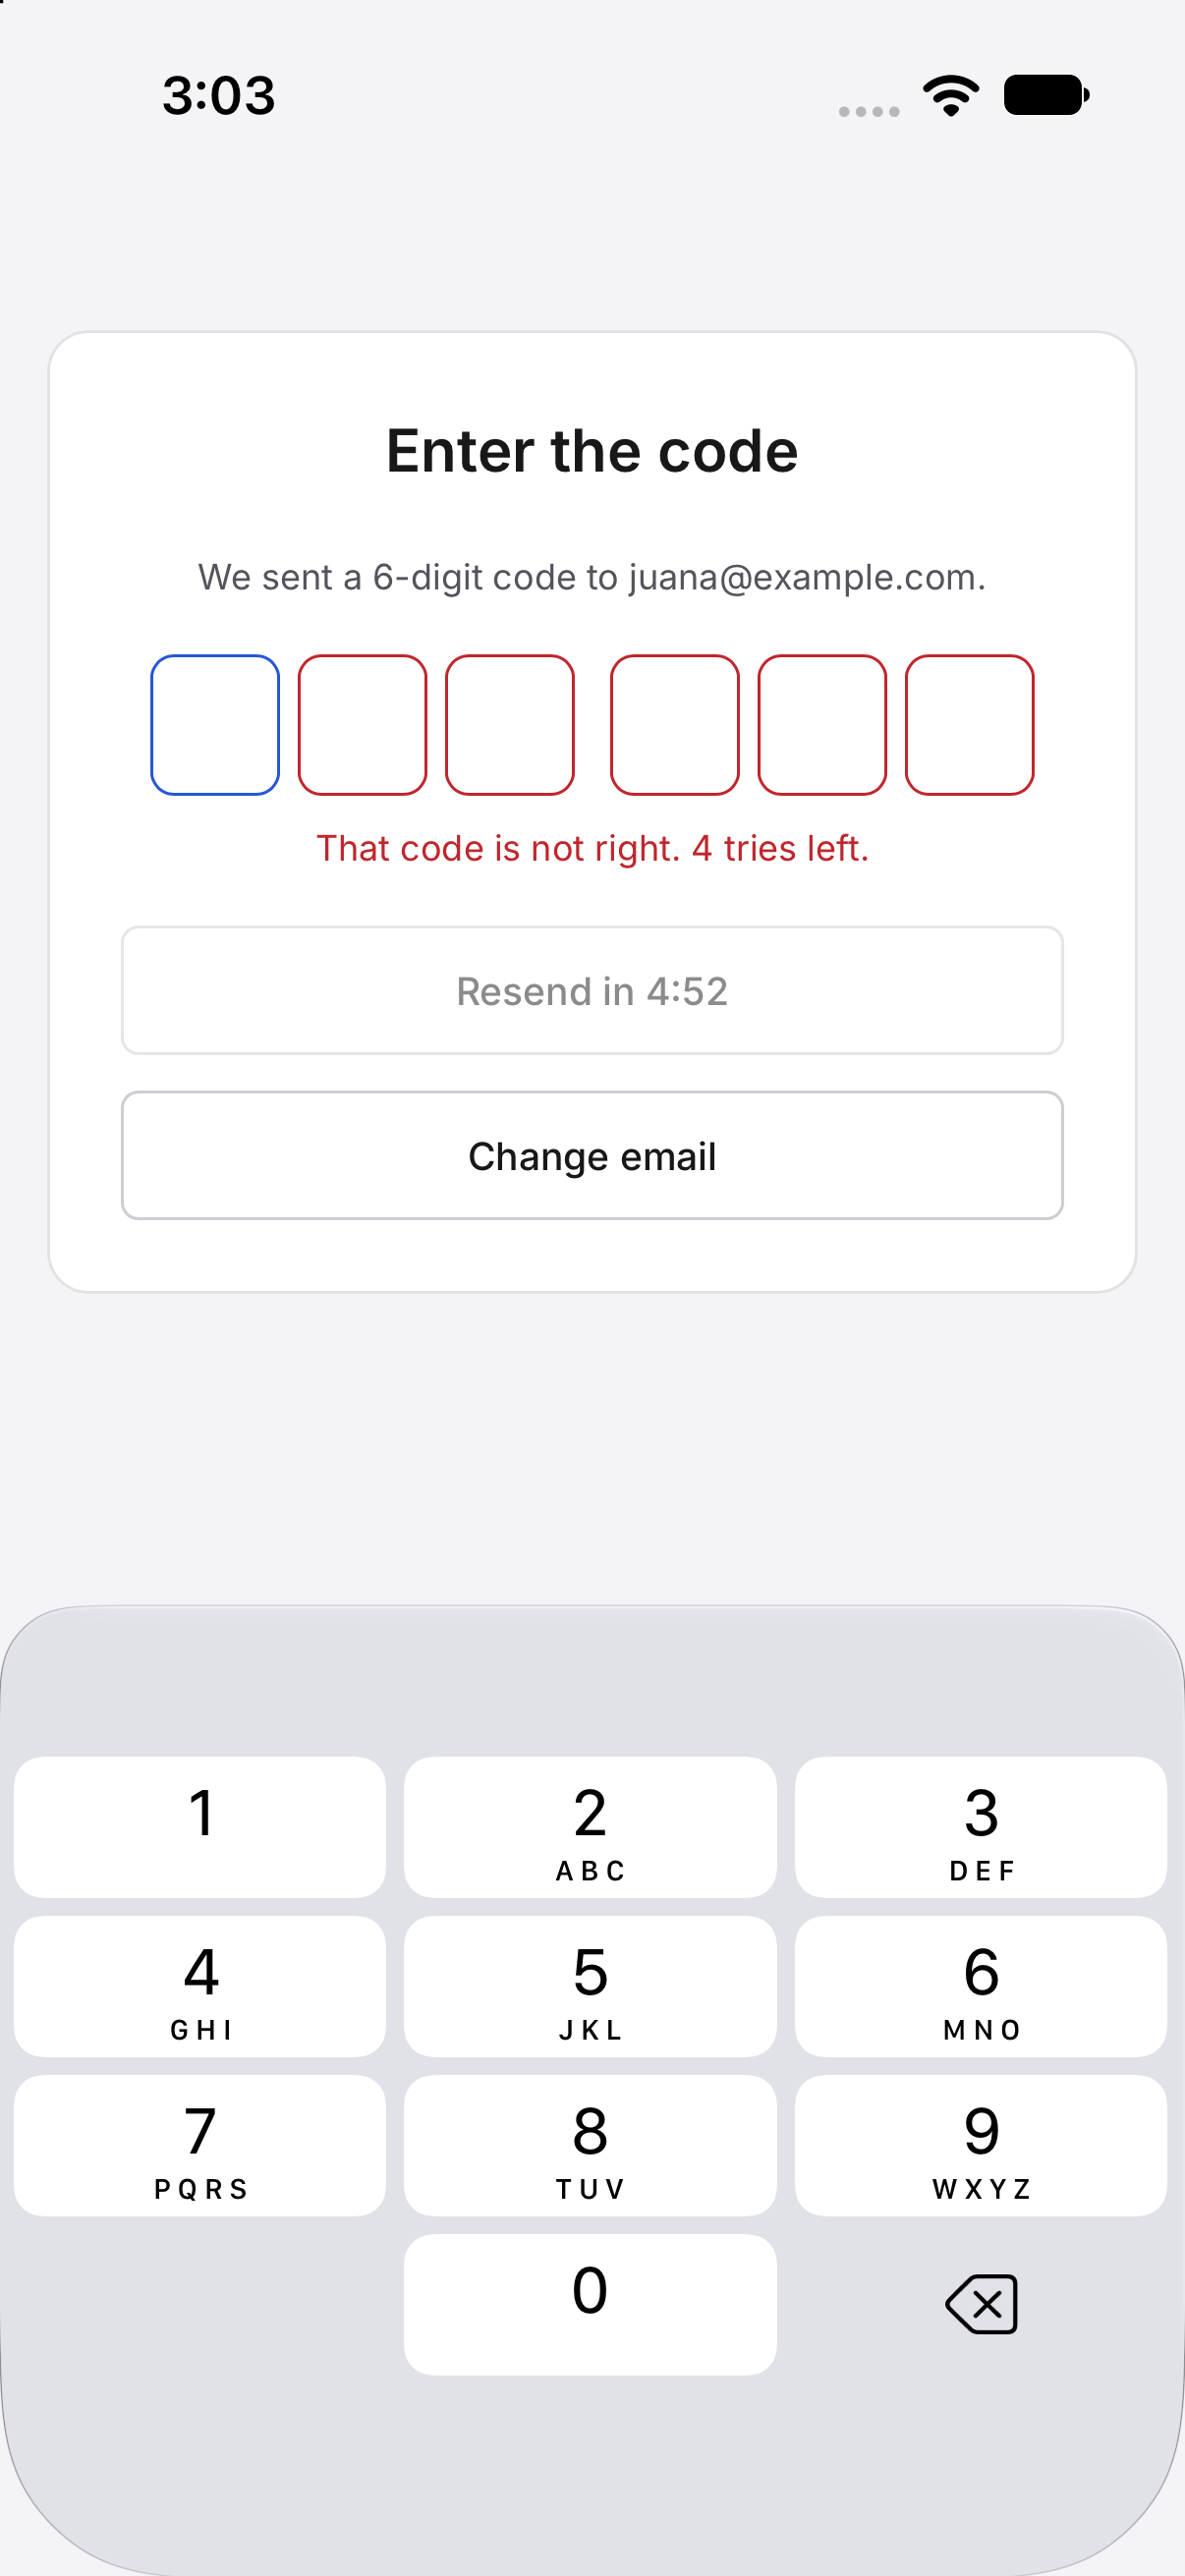 3:03
Enter the code
We sent a 6-digit code to juana@example.com.
That code is not right. 4 tries left.
Resend in 4:52
Change email
1
2
ABC
3
DEF
4
GHI
5
JKL
6
MNO
7
PQRS
8
TUV
9
WXYZ
0